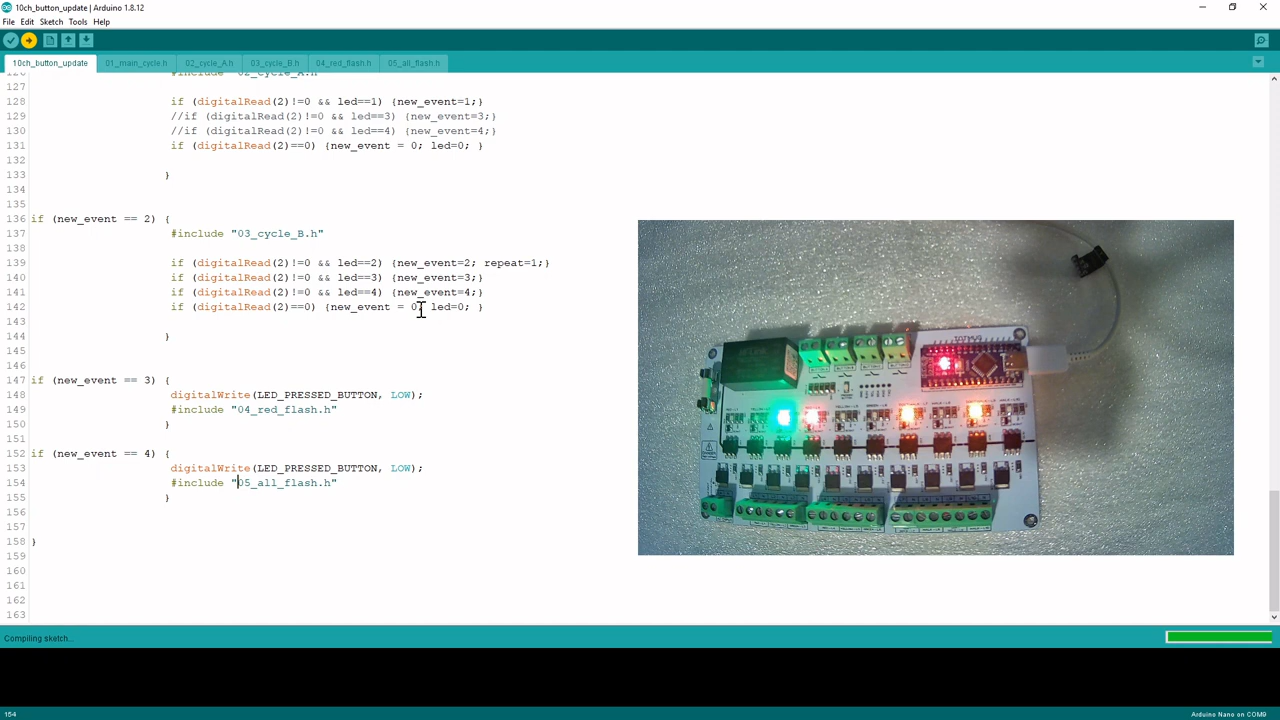 10ch_button_update | Arduino 1.8.12
File Edit Sketch Tools Help
10ch_button_update 01_main_cycle.h 02_cycle_A.h 03_cycle_B.h 04_red_flash.h 05_all_flash.h
126 #include "02_cycle_A.h"
127
128 if (digitalRead(2)!=0 && led==1) {new_event=1;}
129 //if (digitalRead(2)!=0 && led==3) {new_event=3;}
130 //if (digitalRead(2)!=0 && led==4) {new_event=4;}
131 if (digitalRead(2)==0) {new_event = 0; led=0; }
132
133 }
134
135
136 if (new_event == 2) {
137 #include "03_cycle_B.h"
138
139 if (digitalRead(2)!=0 && led==2) {new_event=2; repeat=1;}
140 if (digitalRead(2)!=0 && led==3) {new_event=3;}
141 if (digitalRead(2)!=0 && led==4) {new_event=4;}
142 if (digitalRead(2)==0) {new_event = 0; led=0; }
143
144 }
145
146
147 if (new_event == 3) {
148 digitalWrite(LED_PRESSED_BUTTON, LOW);
149 #include "04_red_flash.h"
150 }
151
152 if (new_event == 4) {
153 digitalWrite(LED_PRESSED_BUTTON, LOW);
154 #include "05_all_flash.h"
155 }
156
157
158 }
159
160
161
162
163
Compiling sketch...
154 Arduino Nano on COM9